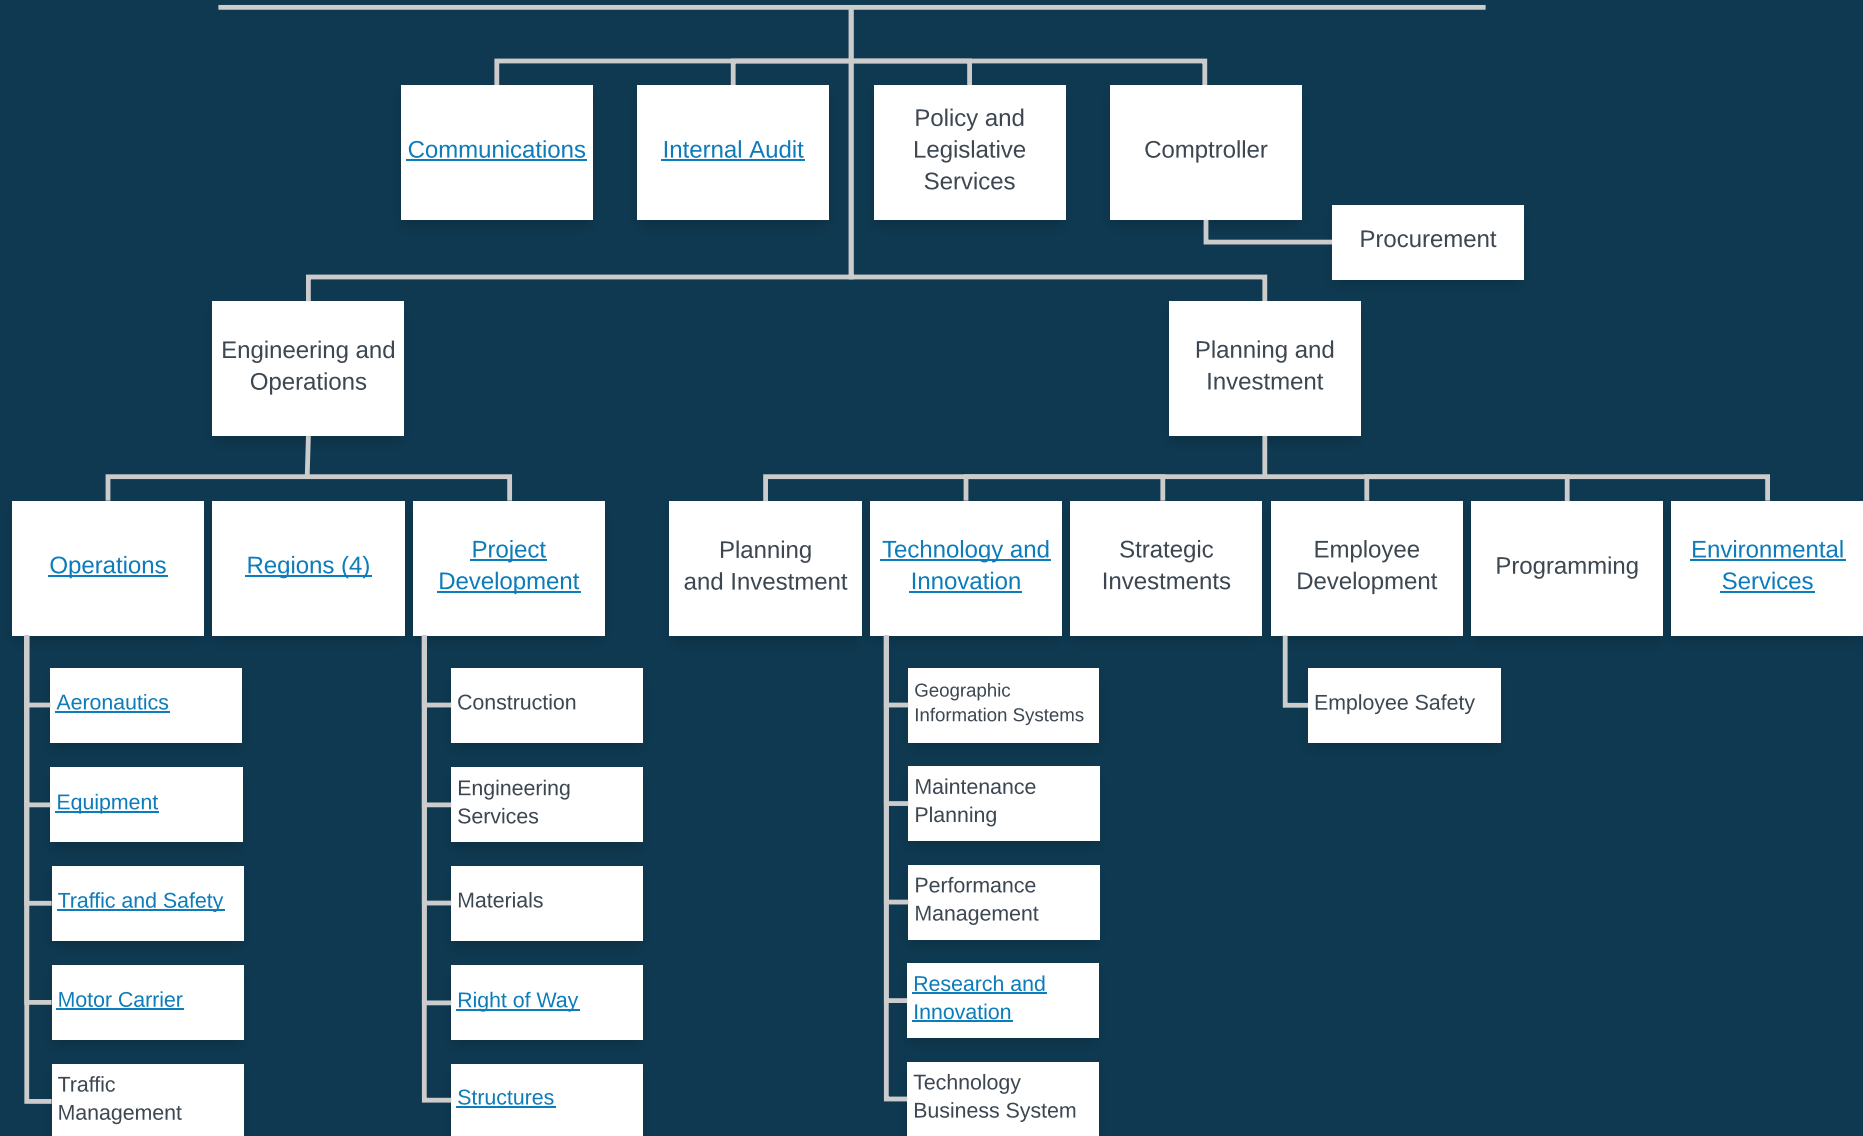 Communications
Internal Audit
Policy and
Legislative
Services
Comptroller
Procurement
Engineering and
Operations
Planning and
Investment
Operations
Regions (4)
Project
Development
Planning
and Investment
Technology and
Innovation
Strategic
Investments
Employee
Development
Programming
Environmental
Services
Aeronautics
Equipment
Traffic and Safety
Motor Carrier
Traffic
Management
Construction
Engineering
Services
Materials
Right of Way
Structures
Geographic
Information Systems
Maintenance
Planning
Performance
Management
Research and
Innovation
Technology
Business System
Employee Safety